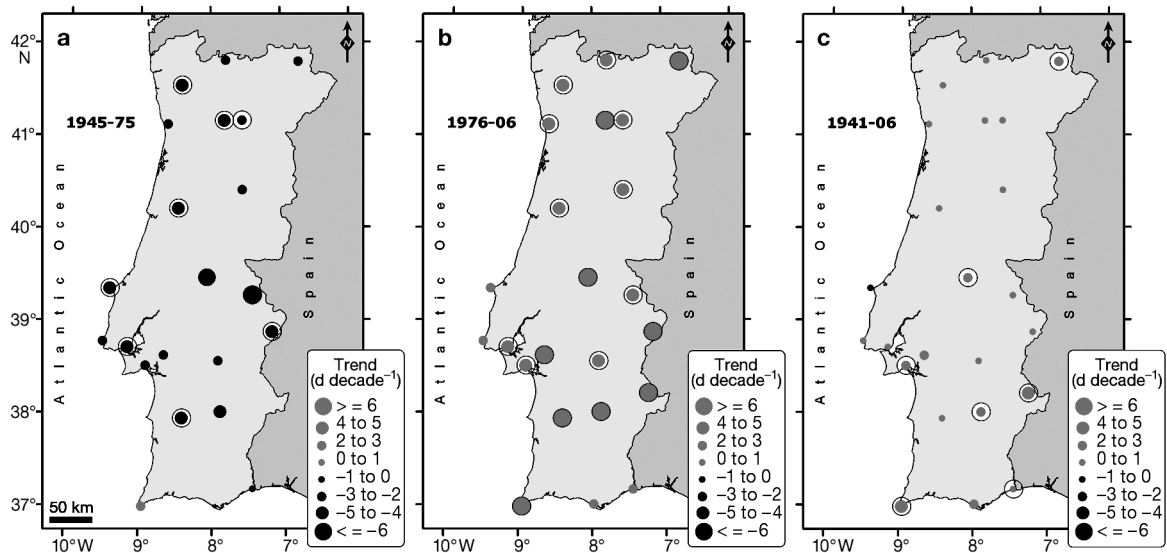 a
b
c
N
N
N
42°
N
41°
40°
39°
38°
37°
1945-75
1976-06
1941-06
Atlantic Ocean
Spain
Atlantic Ocean
Spain
Atlantic Ocean
Spain
Trend
(d decade⁻¹)
> = 6
4 to 5
2 to 3
0 to 1
–1 to 0
–3 to –2
–5 to –4
< = –6
Trend
(d decade⁻¹)
> = 6
4 to 5
2 to 3
0 to 1
–1 to 0
–3 to –2
–5 to –4
< = –6
Trend
(d decade⁻¹)
> = 6
4 to 5
2 to 3
0 to 1
–1 to 0
–3 to –2
–5 to –4
< = –6
50 km
10°W 9° 8° 7°
10°W 9° 8° 7°
10°W 9° 8° 7°